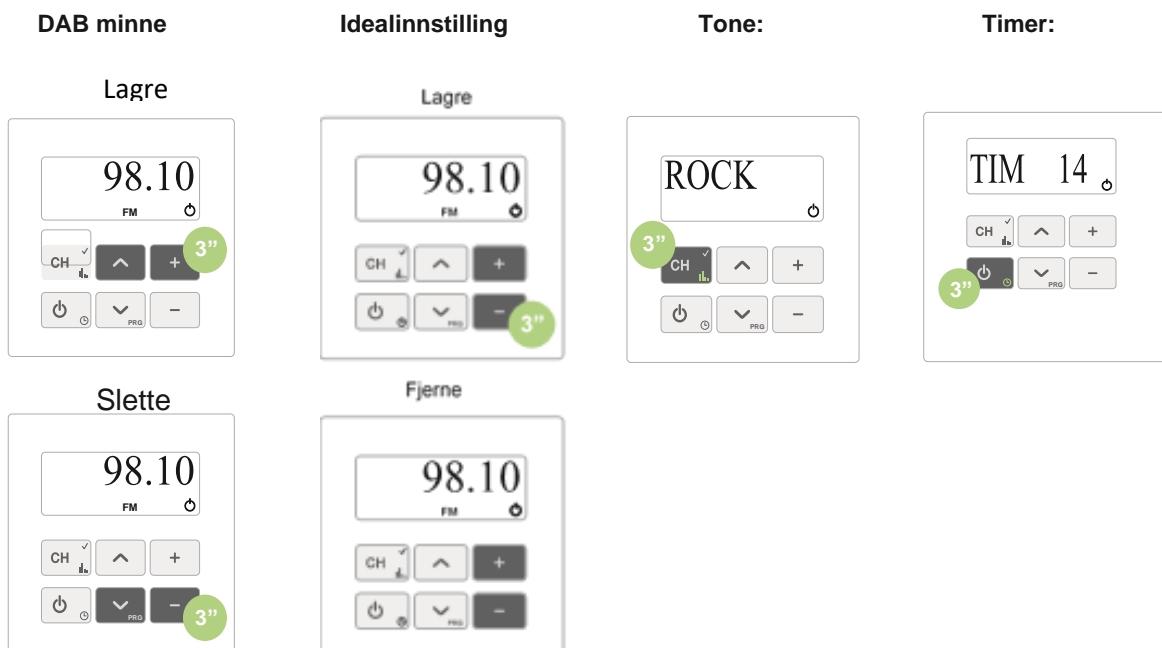 DAB minne
Idealinnstilling
Tone:
Timer:
Lagre
98.10
FM
CH
+
3”
PRG
−
Lagre
98.10
FM
CH
+
PRG
−
3”
ROCK
3”
CH
+
PRG
−
TIM 14
CH
+
3”
PRG
−
Slette
98.10
FM
CH
+
PRG
−
3”
Fjerne
98.10
FM
CH
+
PRG
−